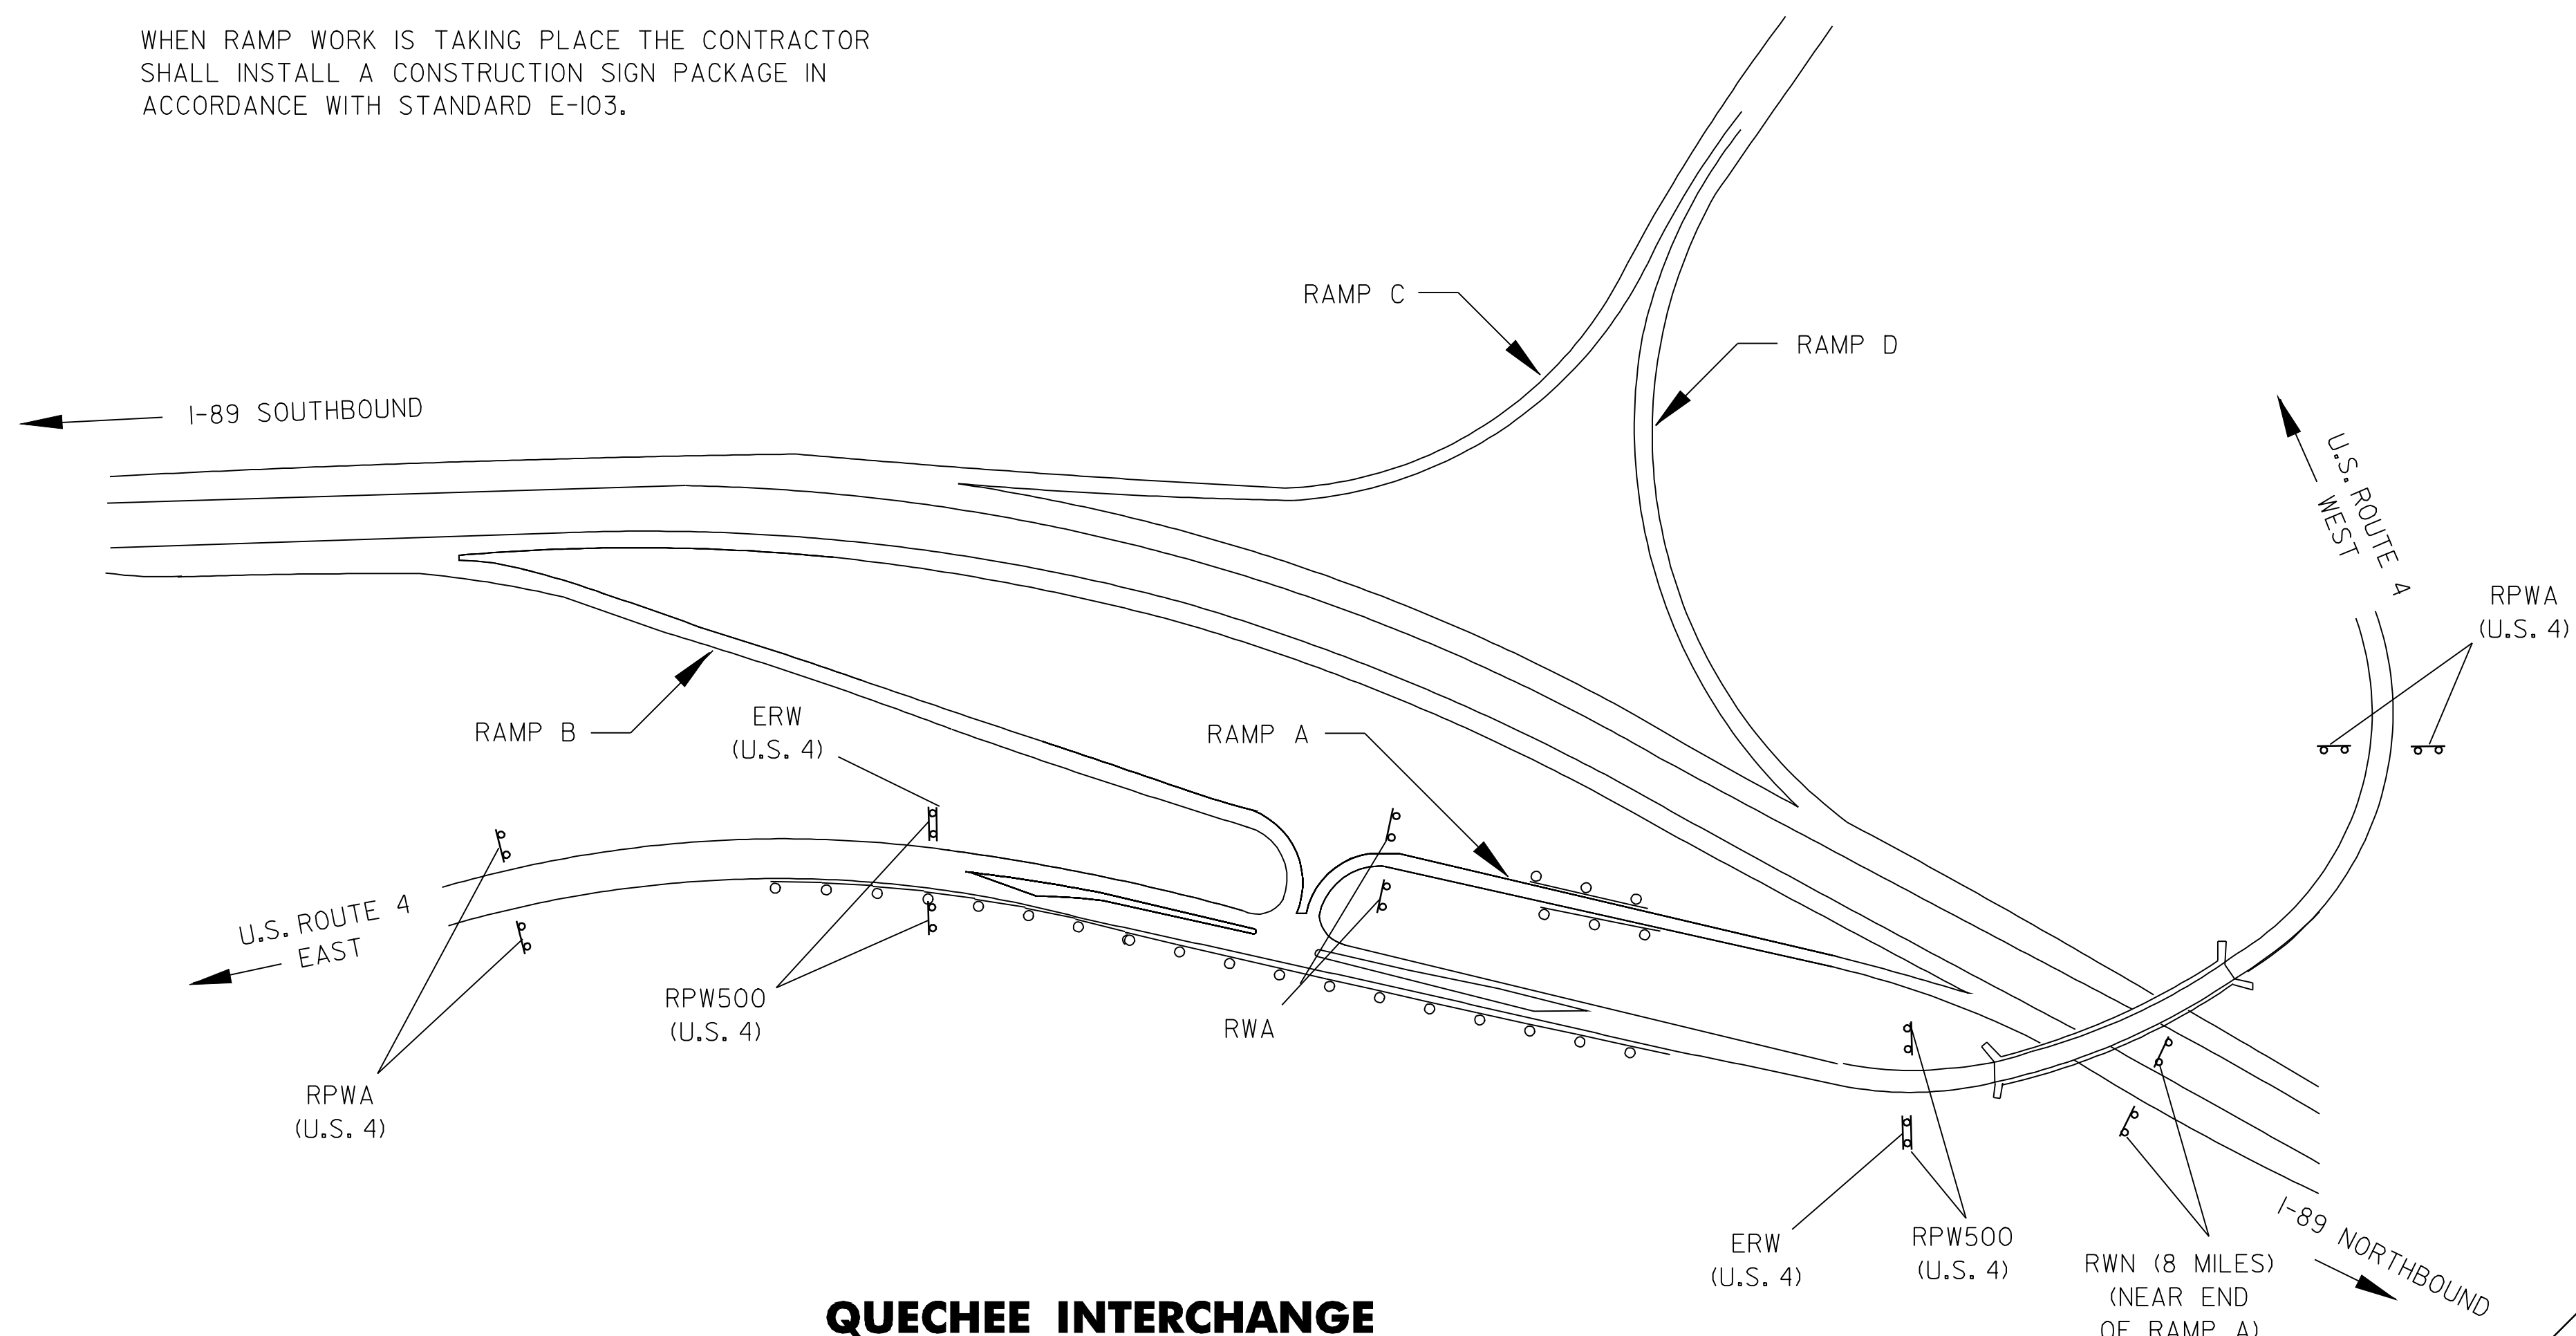 WHEN RAMP WORK IS TAKING PLACE THE CONTRACTOR
SHALL INSTALL A CONSTRUCTION SIGN PACKAGE IN
ACCORDANCE WITH STANDARD E-103.
RAMP C
RAMP D
I-89 SOUTHBOUND
U.S. ROUTE 4
WEST
RPWA
(U.S. 4)
RAMP B
ERW
(U.S. 4)
RAMP A
U.S. ROUTE 4
EAST
RPW500
(U.S. 4)
RWA
RPWA
(U.S. 4)
ERW
(U.S. 4)
RPW500
(U.S. 4)
RWN (8 MILES)
(NEAR END
OF RAMP A)
I-89 NORTHBOUND
QUECHEE INTERCHANGE